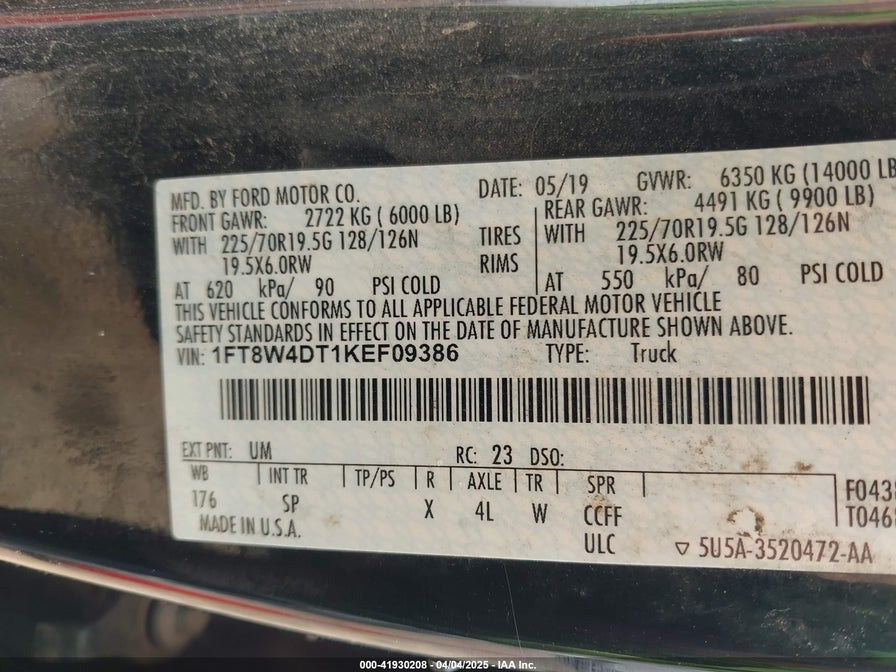 MFD. BY FORD MOTOR CO. DATE: 05/19 GVWR: 6350 KG (14000 LB
FRONT GAWR: 2722 KG ( 6000 LB) REAR GAWR: 4491 KG ( 9900 LB)
WITH 225/70R19.5G 128/126N TIRES WITH 225/70R19.5G 128/126N
19.5X6.0RW RIMS 19.5X6.0RW
AT 620 kPa/ 90 PSI COLD AT 550 kPa/ 80 PSI COLD
THIS VEHICLE CONFORMS TO ALL APPLICABLE FEDERAL MOTOR VEHICLE
SAFETY STANDARDS IN EFFECT ON THE DATE OF MANUFACTURE SHOWN ABOVE.
VIN: 1FT8W4DT1KEF09386 TYPE: Truck
EXT PNT: UM RC: 23 DSO:
WB INT TR TP/PS R AXLE TR SPR
176 SP X 4L W CCFF
MADE IN U.S.A. ULC
F043
T046
▽ 5U5A-3520472-AA
000-41930208 - 04/04/2025 - IAA Inc.